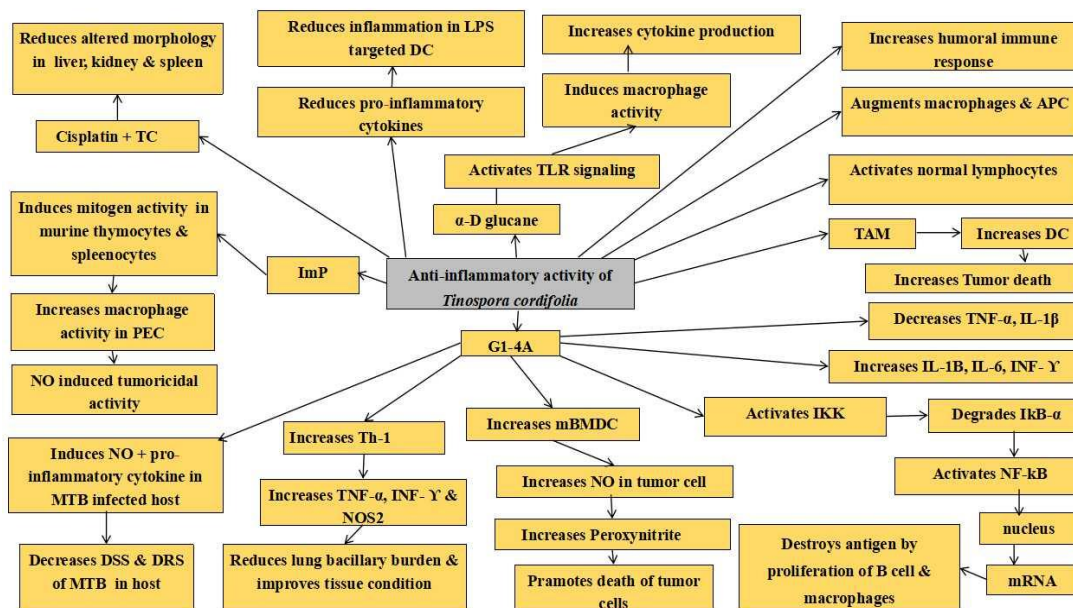 Reduces altered morphology
in liver, kidney & spleen
Cisplatin + TC
Reduces inflammation in LPS
targeted DC
Reduces pro-inflammatory
cytokines
Increases cytokine production
Induces macrophage
activity
Activates TLR signaling
α-D glucane
Increases humoral immune
response
Augments macrophages & APC
Activates normal lymphocytes
TAM
Increases DC
Increases Tumor death
Induces mitogen activity in
murine thymocytes &
spleenocytes
ImP
Increases macrophage
activity in PEC
NO induced tumoricidal
activity
Anti-inflammatory activity of
Tinospora cordifolia
G1-4A
Decreases TNF-α, IL-1β
Increases IL-1B, IL-6, INF- ϒ
Activates IKK
Degrades IkB-α
Activates NF-kB
nucleus
mRNA
Destroys antigen by
proliferation of B cell &
macrophages
Induces NO + pro-
inflammatory cytokine in
MTB infected host
Decreases DSS & DRS
of MTB in host
Increases Th-1
Increases TNF-α, INF- ϒ &
NOS2
Reduces lung bacillary burden &
improves tissue condition
Increases mBMDC
Increases NO in tumor cell
Increases Peroxynitrite
Pramotes death of tumor
cells